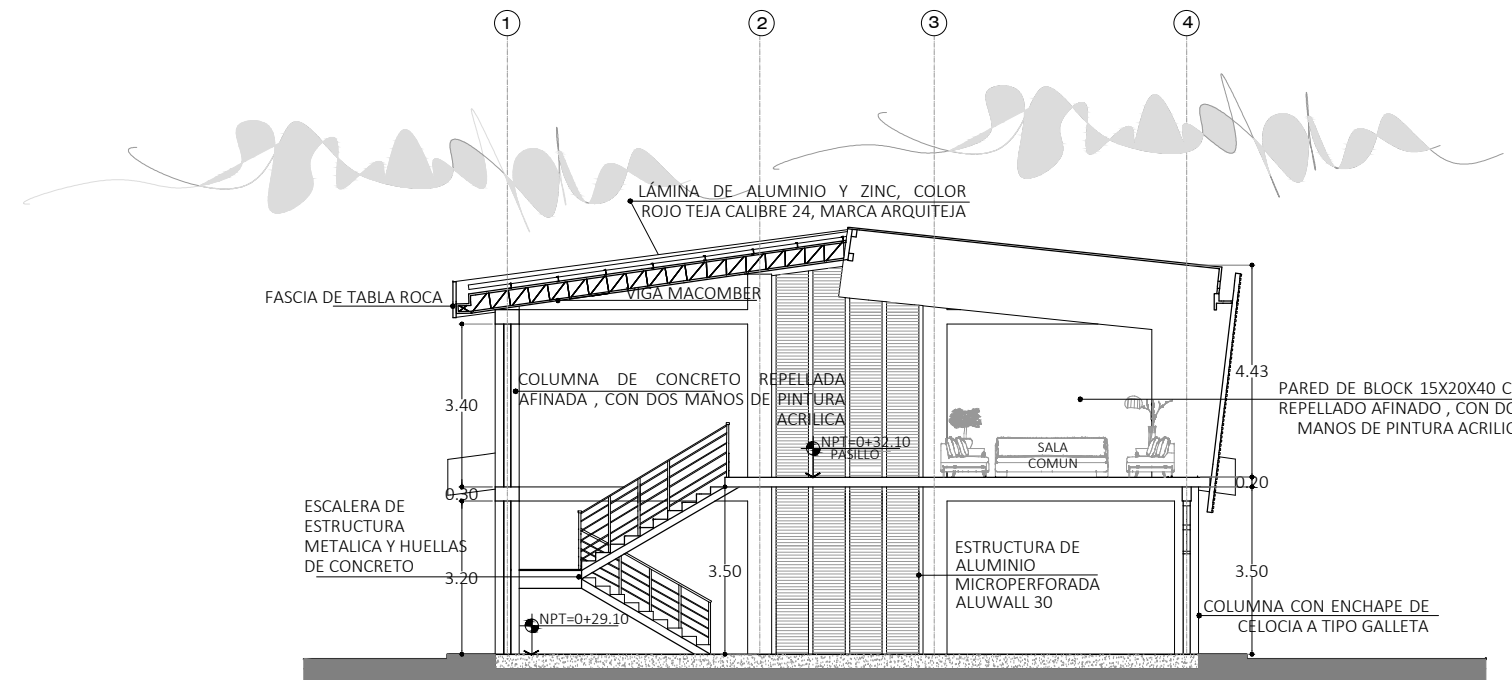 1
2
3
4
LÁMINA DE ALUMINIO Y ZINC, COLOR
ROJO TEJA CALIBRE 24, MARCA ARQUITEJA
FASCIA DE TABLA ROCA
VIGA MACOMBER
COLUMNA DE CONCRETO REPELLADA
AFINADA , CON DOS MANOS DE PINTURA
ACRILICA
3.40
4.43
PARED DE BLOCK 15X20X40 C
REPELLADO AFINADO , CON DO
MANOS DE PINTURA ACRILIC
NPT=0+32.10
PASILLO
SALA
COMUN
0.30
0.20
ESCALERA DE
ESTRUCTURA
METALICA Y HUELLAS
DE CONCRETO
3.20
3.50
ESTRUCTURA DE
ALUMINIO
MICROPERFORADA
ALUWALL 30
3.50
NPT=0+29.10
COLUMNA CON ENCHAPE DE
CELOCIA A TIPO GALLETA